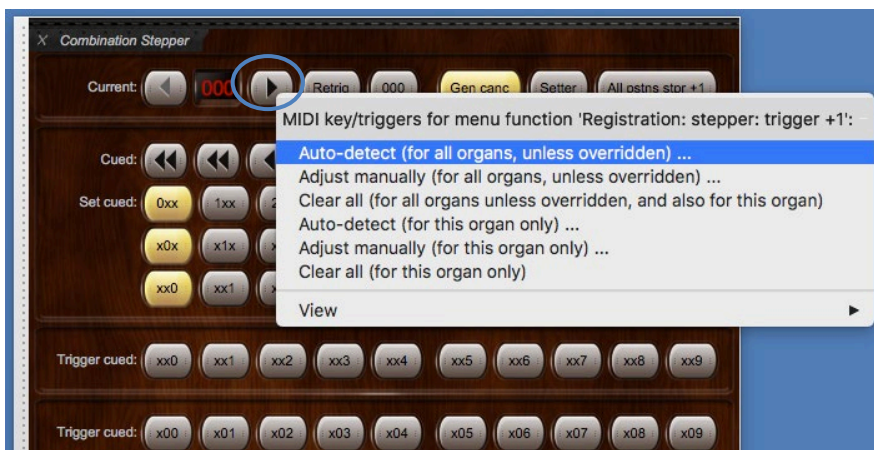 X Combination Stepper
Current: 000 Retrig 000 Gen canc Setter All pstns stpr +1
MIDI key/triggers for menu function 'Registration: stepper: trigger +1':
Auto-detect (for all organs, unless overridden) ...
Cued:
Adjust manually (for all organs, unless overridden) ...
Set cued: 0xx 1xx 2
Clear all (for all organs unless overridden, and also for this organ)
Auto-detect (for this organ only) ...
x0x x1x
Adjust manually (for this organ only) ...
Clear all (for this organ only)
xx0 xx1
View
Trigger cued: xx0 xx1 xx2 xx3 xx4 xx5 xx6 xx7 xx8 xx9
Trigger cued: x00 x01 x02 x03 x04 x05 x06 x07 x08 x09